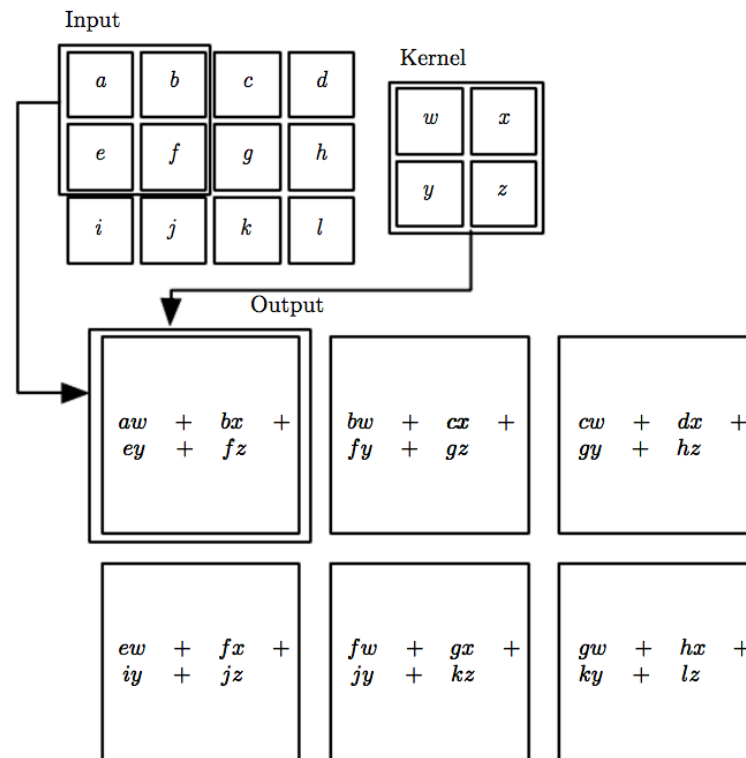 Input
Kernel
a b c d
w x
e f g h
y z
i j k l
Output
aw + bx + bw + cx + cw + dx +
ey + fz fy + gz gy + hz
ew + fx + fw + gx + gw + hx +
iy + jz jy + kz ky + lz